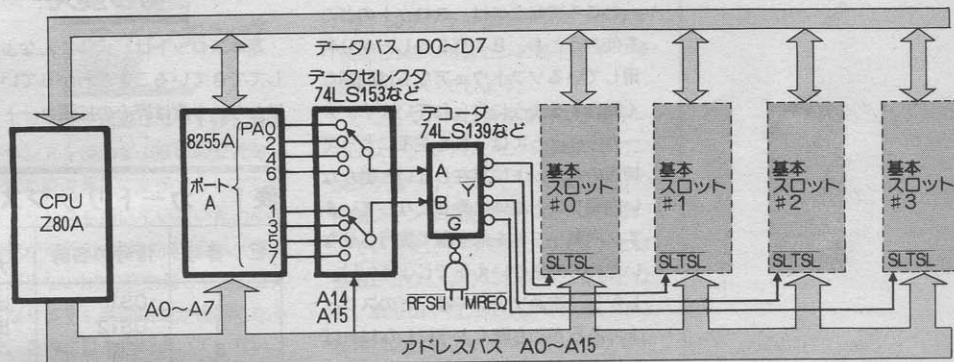 データバス D0~D7
データセレクタ
74LS153など
デコーダ
74LS139など
CPU
Z80A
8255A
ポート
A
(PA0
2
4
6
1
3
5
7
A
B
Y
G
RFSH
MREQ
A14
A15
A0~A7
基本
スロット
#0
SLTSL
基本
スロット
#1
SLTSL
基本
スロット
#2
SLTSL
基本
スロット
#3
SLTSL
アドレスバス A0~A15